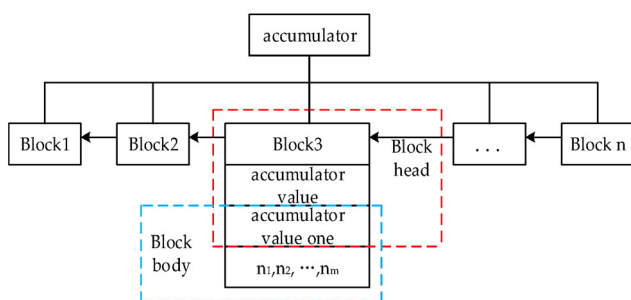 accumulator
Block1
Block2
Block3
Block
head
. . .
Block n
accumulator
value
accumulator
value one
Block
body
n1,n2, ···,nm